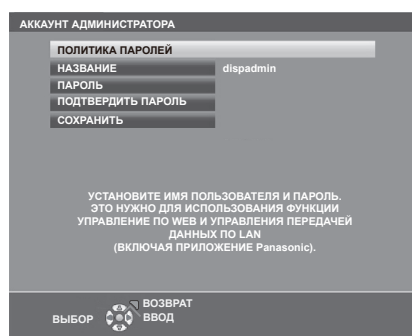 АККАУНТ АДМИНИСТРАТОРА
ПОЛИТИКА ПАРОЛЕЙ
НАЗВАНИЕ dispadmin
ПАРОЛЬ
ПОДТВЕРДИТЬ ПАРОЛЬ
СОХРАНИТЬ
УСТАНОВИТЕ ИМЯ ПОЛЬЗОВАТЕЛЯ И ПАРОЛЬ.
ЭТО НУЖНО ДЛЯ ИСПОЛЬЗОВАНИЯ ФУНКЦИИ
УПРАВЛЕНИЕ ПО WEB И УПРАВЛЕНИЯ ПЕРЕДАЧЕЙ
ДАННЫХ ПО LAN
(ВКЛЮЧАЯ ПРИЛОЖЕНИЕ Panasonic).
ВОЗВРАТ
ВЫБОР ВВОД